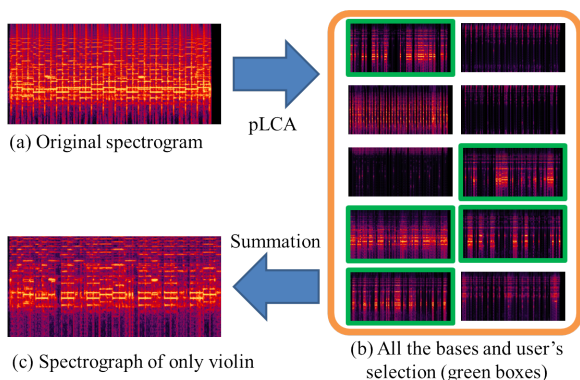 pLCA
(a) Original spectrogram
Summation
(c) Spectrograph of only violin
(b) All the bases and user's
selection (green boxes)